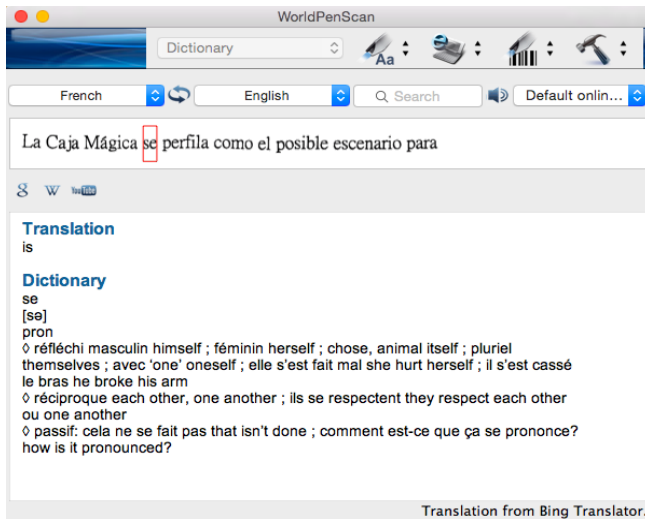 WorldPenScan
Dictionary
Aa
French English Search Default onlin...
La Caja Mágica se perfila como el posible escenario para
g W YouTube
Translation
is
Dictionary
se
[sə]
pron
◊ réfléchi masculin himself ; féminin herself ; chose, animal itself ; pluriel
themselves ; avec ‘one’ oneself ; elle s’est fait mal she hurt herself ; il s’est cassé
le bras he broke his arm
◊ réciproque each other, one another ; ils se respectent they respect each other
ou one another
◊ passif: cela ne se fait pas that isn’t done ; comment est-ce que ça se prononce?
how is it pronounced?
Translation from Bing Translator.